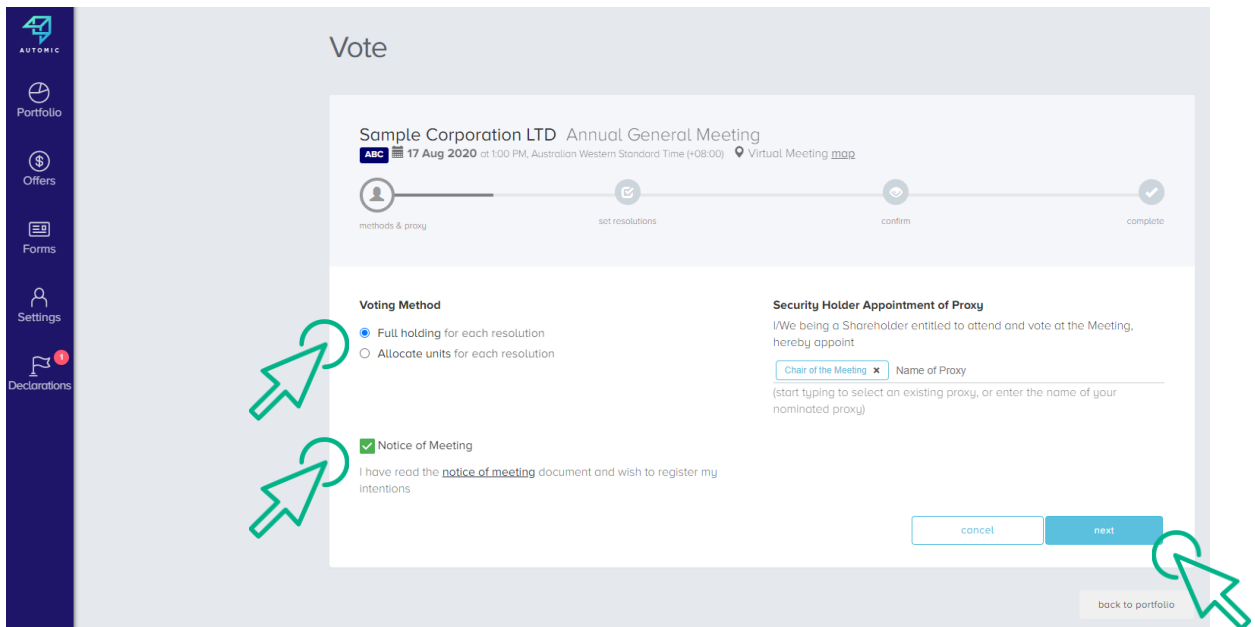 AUTOMIC
Portfolio
Offers
Forms
Settings
1
Declarations
Vote
Sample Corporation LTD Annual General Meeting
ABC 17 Aug 2020 at 1:00 PM, Australian Western Standard Time (+08:00) Virtual Meeting map
methods & proxy set resolutions confirm complete
Voting Method
Full holding for each resolution
Allocate units for each resolution
Security Holder Appointment of Proxy
I/We being a Shareholder entitled to attend and vote at the Meeting,
hereby appoint
Chair of the Meeting × Name of Proxy
(start typing to select an existing proxy, or enter the name of your
nominated proxy)
Notice of Meeting
I have read the notice of meeting document and wish to register my
intentions
cancel next
back to portfolio